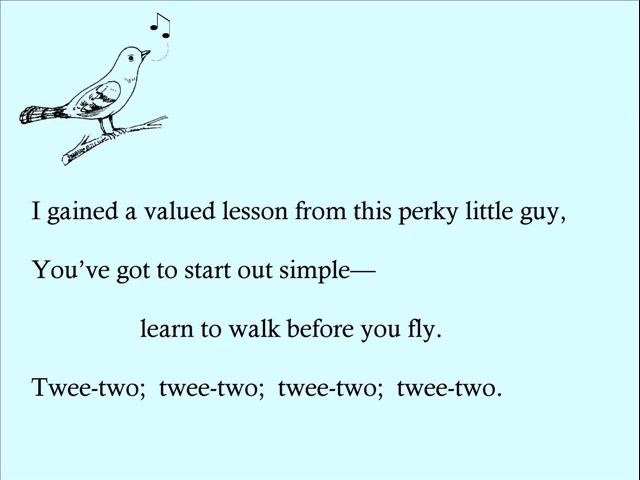 I gained a valued lesson from this perky little guy,
You’ve got to start out simple—
learn to walk before you fly.
Twee-two;  twee-two;  twee-two;  twee-two.